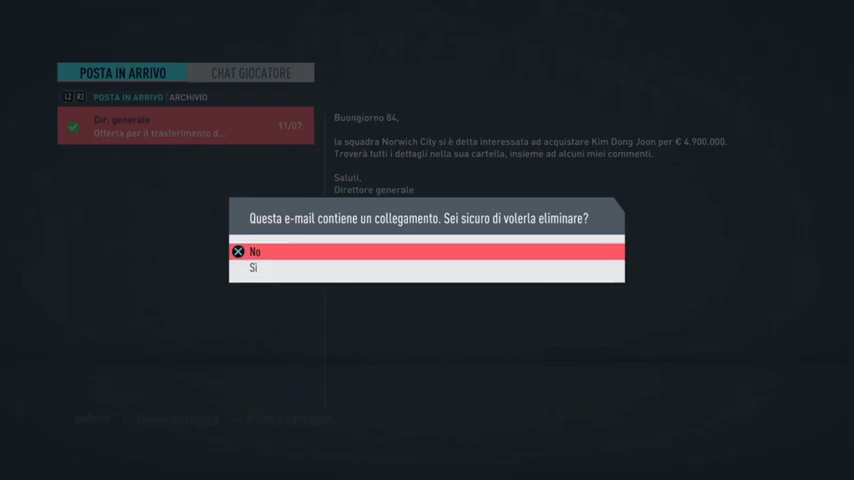 POSTA IN ARRIVO
CHAT GIOCATORE
L2 R2 POSTA IN ARRIVO | ARCHIVIO
Dir. generale
11/07
Offerta per il trasferimento d...
Buongiorno 84,
la squadra Norwich City si è detta interessata ad acquistare Kim Dong Joon per € 4.900.000.
Troverà tutti i dettagli nella sua cartella, insieme ad alcuni miei commenti.
Saluti,
Direttore generale
Questa e-mail contiene un collegamento. Sei sicuro di volerla eliminare?
No
Sì
Indietro